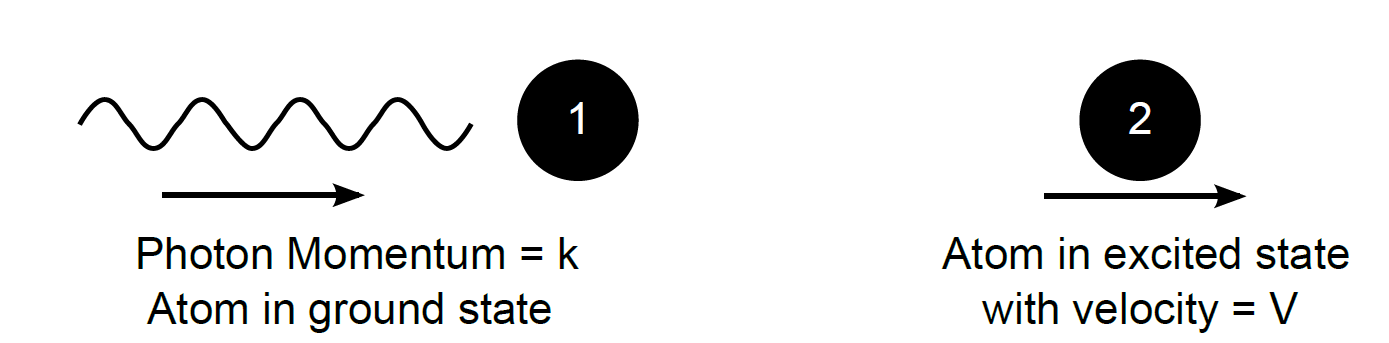 1
2
Photon Momentum = k
Atom in ground state
Atom in excited state
with velocity = V